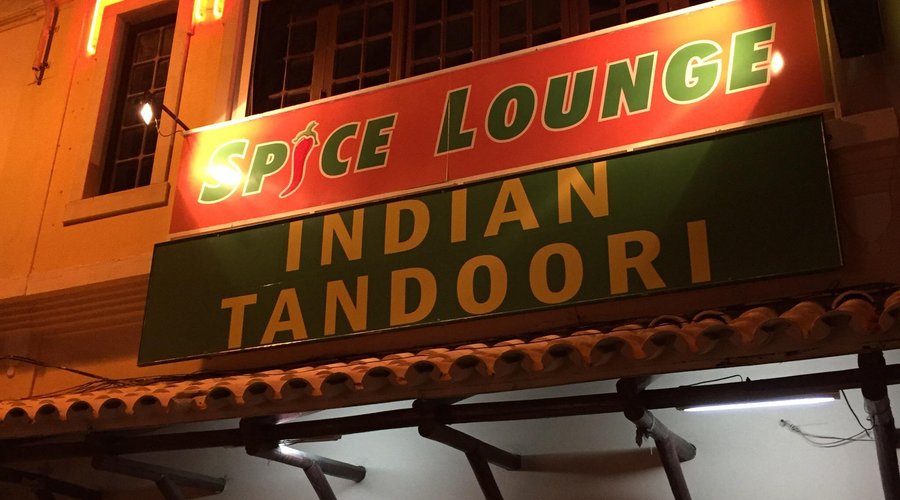 SPICE LOUNGE
INDIAN
TANDOORI